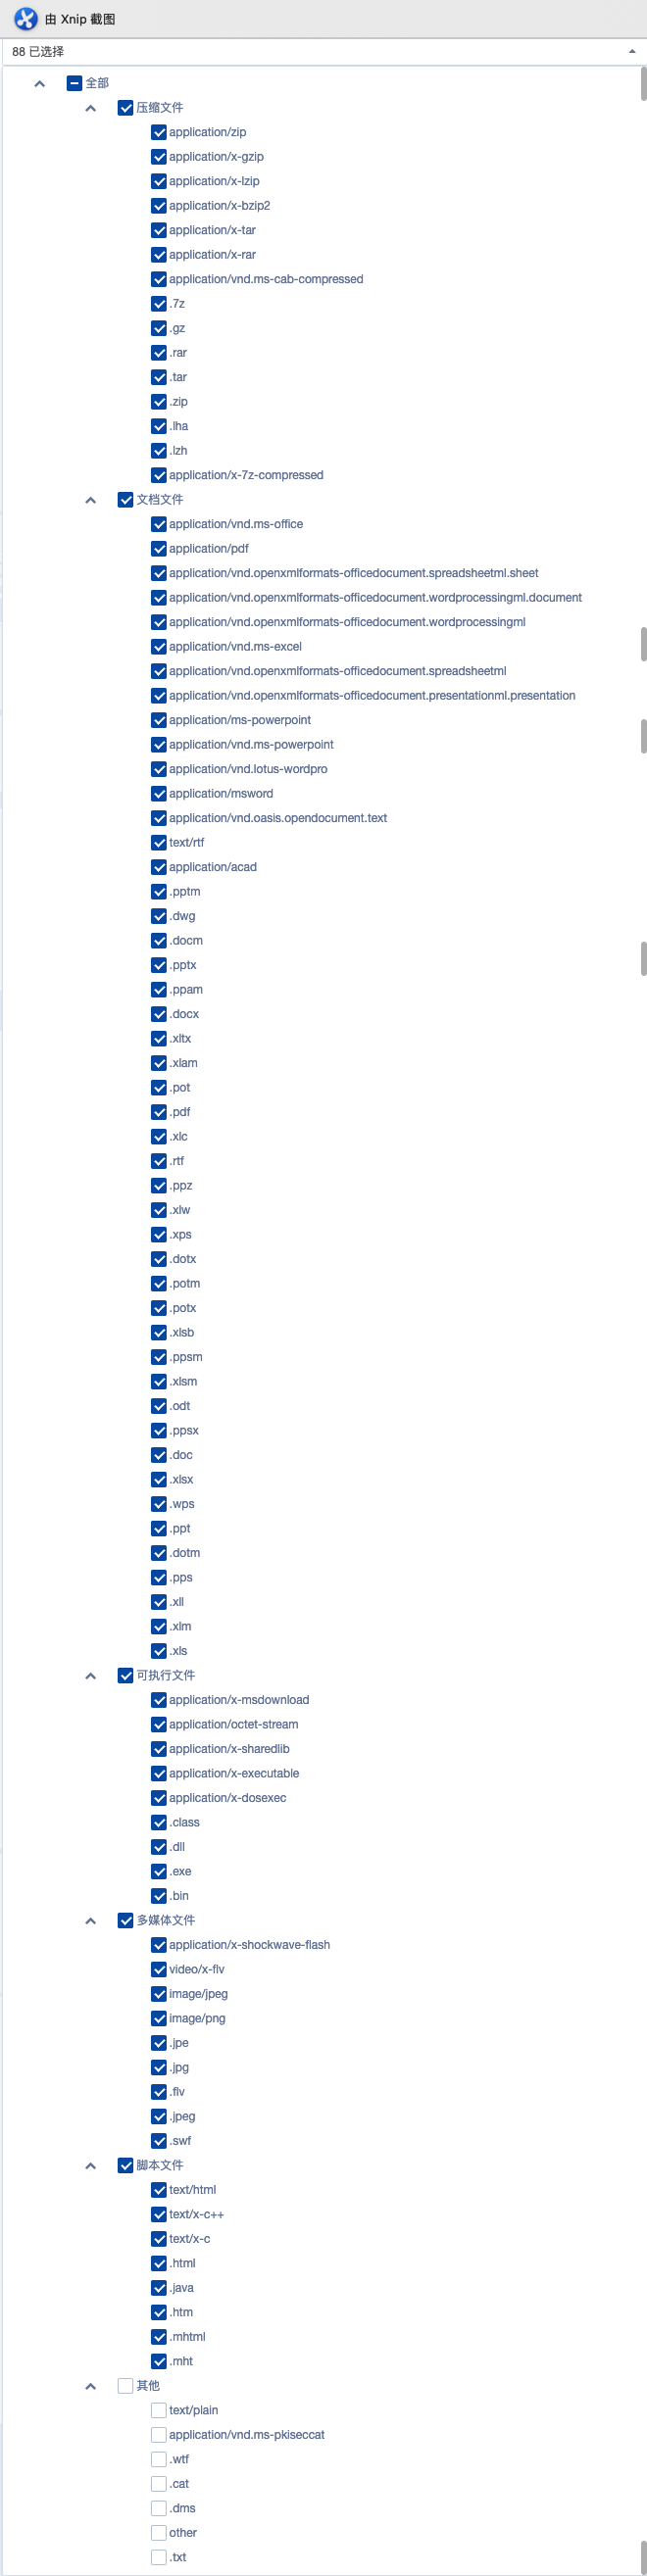 由 Xnip 截图
88 已选择
全部
压缩文件
application/zip
application/x-gzip
application/x-lzip
application/x-bzip2
application/x-tar
application/x-rar
application/vnd.ms-cab-compressed
.7z
.gz
.rar
.tar
.zip
.lha
.lzh
application/x-7z-compressed
文档文件
application/vnd.ms-office
application/pdf
application/vnd.openxmlformats-officedocument.spreadsheetml.sheet
application/vnd.openxmlformats-officedocument.wordprocessingml.document
application/vnd.openxmlformats-officedocument.wordprocessingml
application/vnd.ms-excel
application/vnd.openxmlformats-officedocument.spreadsheetml
application/vnd.openxmlformats-officedocument.presentationml.presentation
application/ms-powerpoint
application/vnd.ms-powerpoint
application/vnd.lotus-wordpro
application/msword
application/vnd.oasis.opendocument.text
text/rtf
application/acad
.pptm
.dwg
.docm
.pptx
.ppam
.docx
.xltx
.xlam
.pot
.pdf
.xlc
.rtf
.ppz
.xlw
.xps
.dotx
.potm
.potx
.xlsb
.ppsm
.xlsm
.odt
.ppsx
.doc
.xlsx
.wps
.ppt
.dotm
.pps
.xll
.xlm
.xls
可执行文件
application/x-msdownload
application/octet-stream
application/x-sharedlib
application/x-executable
application/x-dosexec
.class
.dll
.exe
.bin
多媒体文件
application/x-shockwave-flash
video/x-flv
image/jpeg
image/png
.jpe
.jpg
.flv
.jpeg
.swf
脚本文件
text/html
text/x-c++
text/x-c
.html
.java
.htm
.mhtml
.mht
其他
text/plain
application/vnd.ms-pkiseccat
.wtf
.cat
.dms
other
.txt